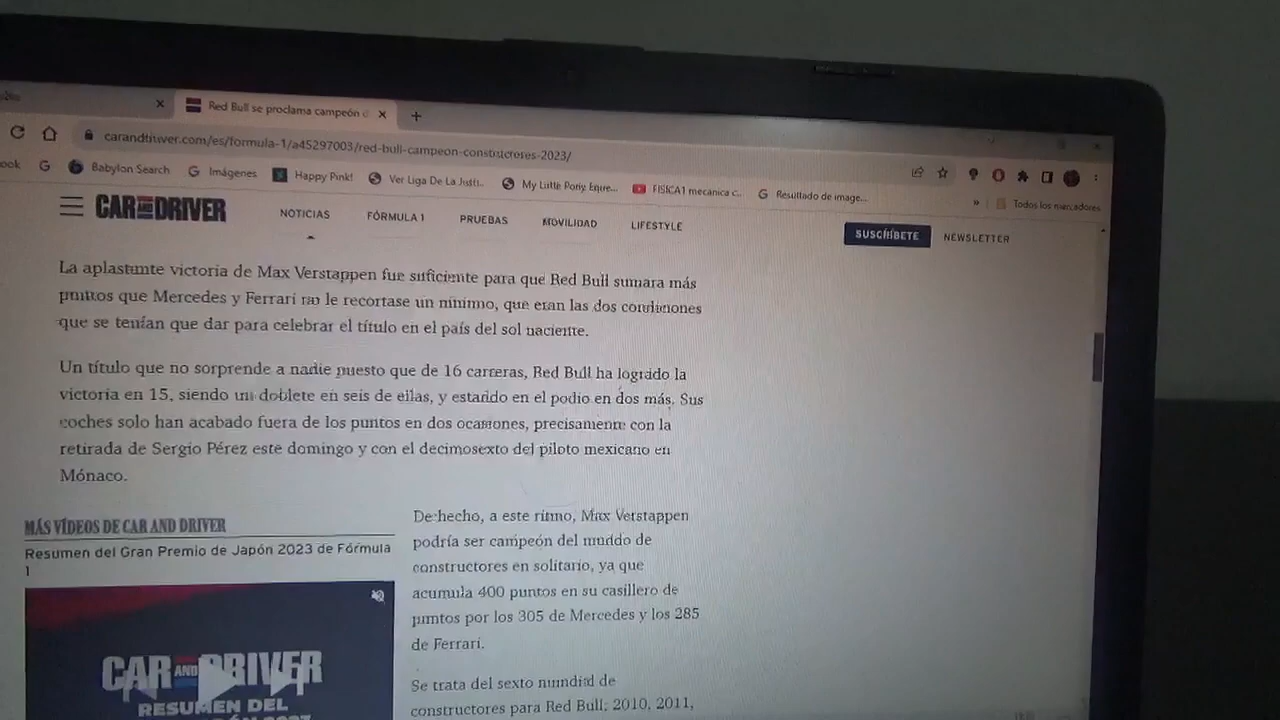 Red Bull se proclama campeón d
carandriver.com/es/formula-1/a45297003/red-bull-campeon-constructores-2023/
ook
Babylon Search
Imágenes
Happy Pink!
Ver Liga De La Justi...
My Little Pony Eque...
FISICA1 mecanica c...
Resultado de image...
»
Todos los marcadores
CAR AND DRIVER
NOTICIAS
FÓRMULA 1
PRUEBAS
MOVILIDAD
LIFESTYLE
SUSCRÍBETE
NEWSLETTER
La aplastante victoria de Max Verstappen fue suficiente para que Red Bull sumara más
puntos que Mercedes y Ferrari no le recortase un mínimo, que eran las dos condiciones
que se tenían que dar para celebrar el título en el país del sol naciente.
Un título que no sorprende a nadie puesto que de 16 carreras, Red Bull ha logrado la
victoria en 15, siendo un doblete en seis de ellas, y estando en el podio en dos más. Sus
coches solo han acabado fuera de los puntos en dos ocasiones, precisamente con la
retirada de Sergio Pérez este domingo y con el decimosexto del piloto mexicano en
Mónaco.
MÁS VÍDEOS DE CAR AND DRIVER
Resumen del Gran Premio de Japón 2023 de Fórmula
1
CAR AND DRIVER
RESUMEN DEL
De hecho, a este ritmo, Max Verstappen
podría ser campeón del mundo de
constructores en solitario, ya que
acumula 400 puntos en su casillero de
puntos por los 305 de Mercedes y los 285
de Ferrari.
Se trata del sexto mundial de
constructores para Red Bull: 2010, 2011,